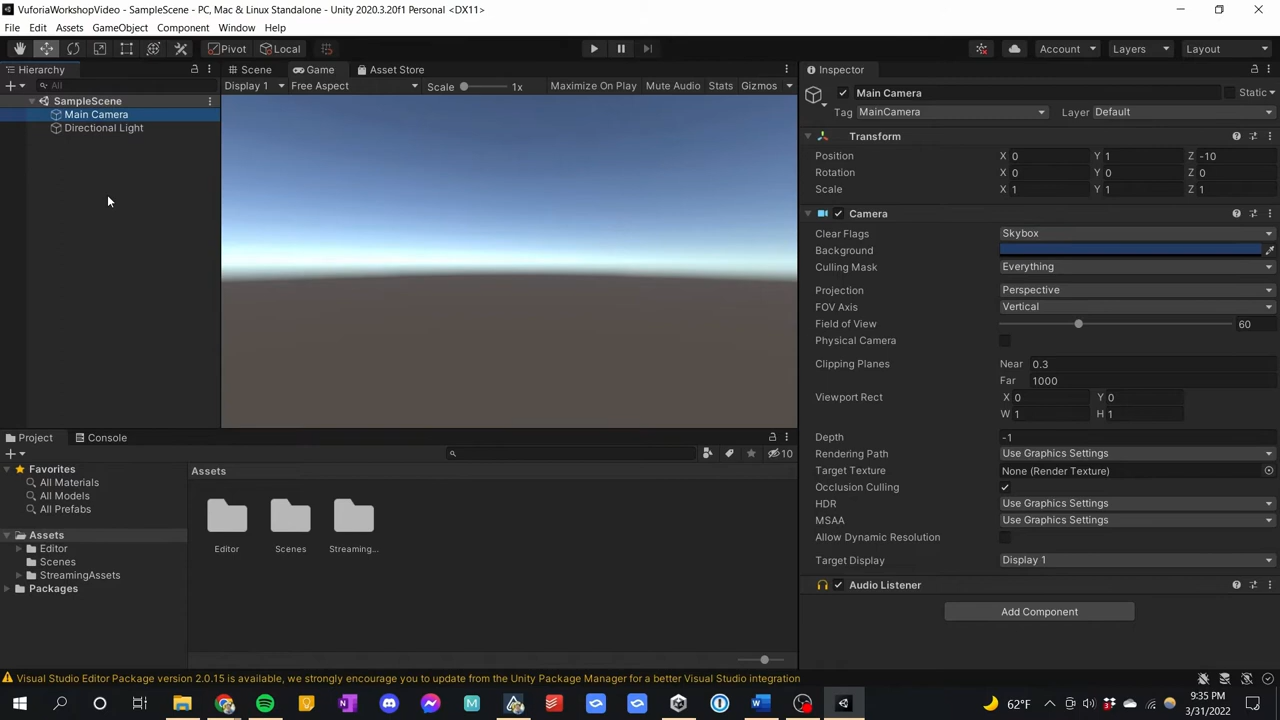 VuforiaWorkshopVideo - SampleScene - PC, Mac & Linux Standalone - Unity 2020.3.20f1 Personal <DX11>
File Edit Assets GameObject Component Window Help
Pivot Local Account Layers Layout
Hierarchy
All
SampleScene
Main Camera
Directional Light
Scene Game Asset Store
Display 1 Free Aspect Scale 1x Maximize On Play Mute Audio Stats Gizmos
Inspector
Main Camera Static
Tag MainCamera Layer Default
Transform
Position X 0 Y 1 Z -10
Rotation X 0 Y 0 Z 0
Scale X 1 Y 1 Z 1
Camera
Clear Flags Skybox
Background
Culling Mask Everything
Projection Perspective
FOV Axis Vertical
Field of View 60
Physical Camera
Clipping Planes Near 0.3
Far 1000
Viewport Rect X 0 Y 0
W 1 H 1
Depth -1
Rendering Path Use Graphics Settings
Target Texture None (Render Texture)
Occlusion Culling
HDR Use Graphics Settings
MSAA Use Graphics Settings
Allow Dynamic Resolution
Target Display Display 1
Audio Listener
Add Component
Project Console
10
Favorites
All Materials
All Models
All Prefabs
Assets
Editor
Scenes
StreamingAssets
Packages
Assets
Editor Scenes Streaming...
Visual Studio Editor Package version 2.0.15 is available, we strongly encourage you to update from the Unity Package Manager for a better Visual Studio integration
62°F
9:35 PM
3/31/2022